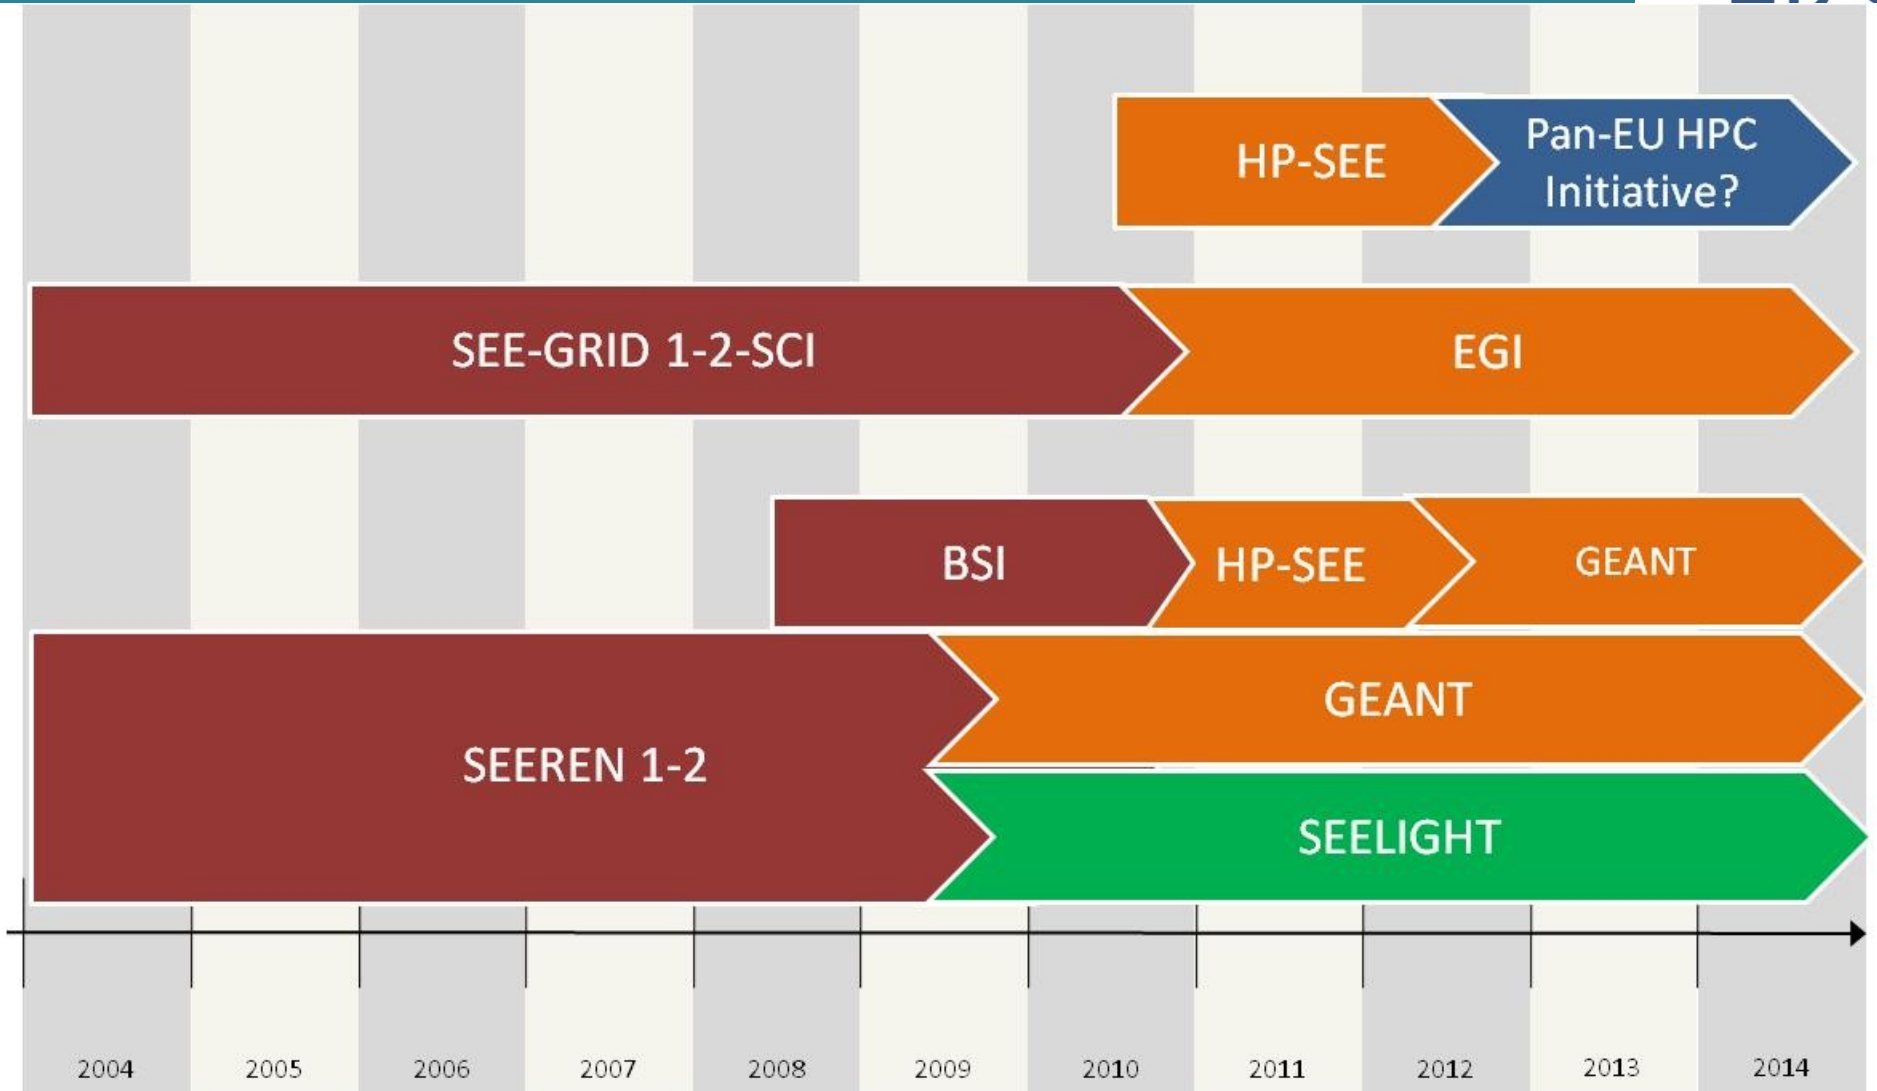 HP-SEE
Pan-EU HPC
Initiative?
SEE-GRID 1-2-SCI
EGI
BSI
HP-SEE
GEANT
SEEREN 1-2
GEANT
SEELIGHT
2004 2005 2006 2007 2008 2009 2010 2011 2012 2013 2014